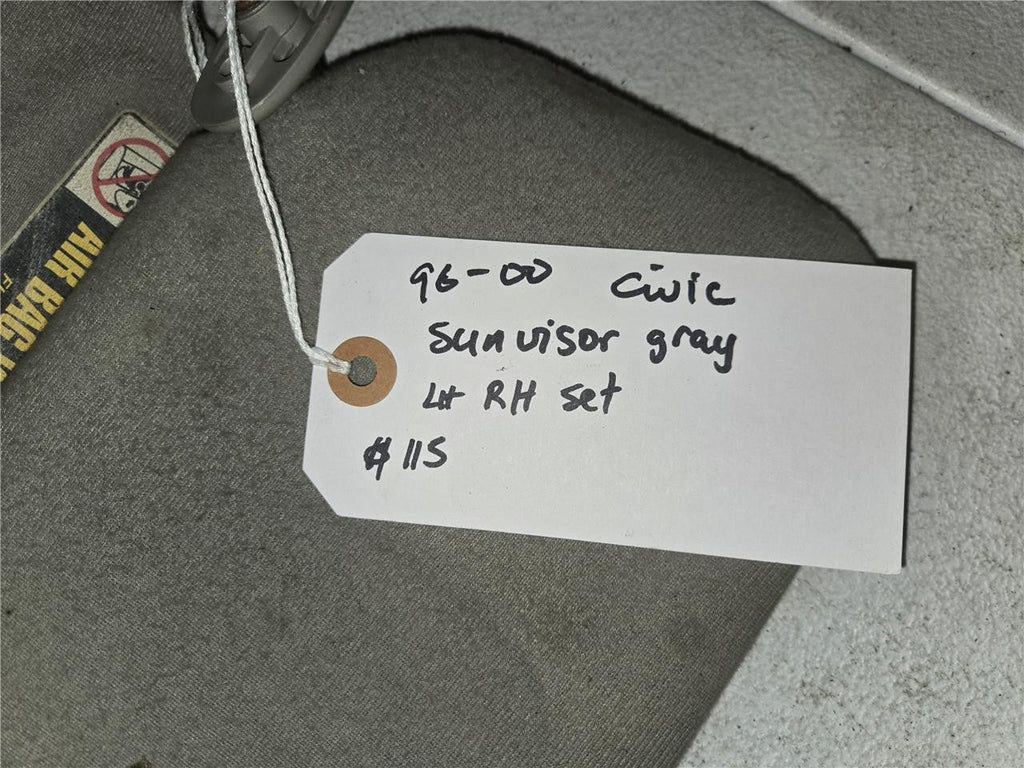 96-00 Civic
Sun visor gray
LH RH set
$115
AIR BAG